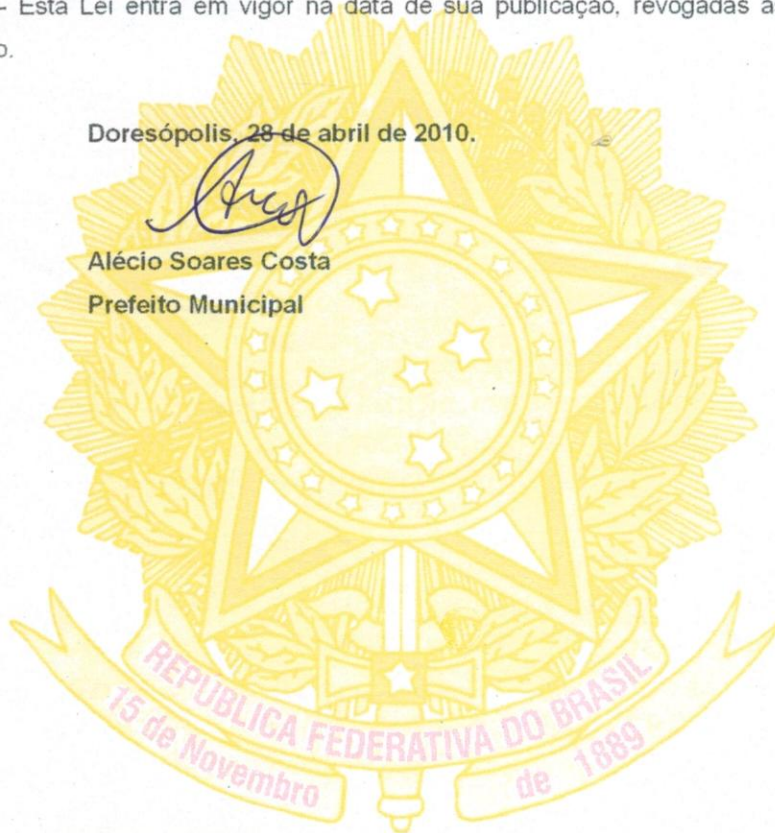 - Esta Lei entra em vigor na data de sua publicação, revogadas a
o.
Doresópolis, 28 de abril de 2010.
Alécio Soares Costa
Prefeito Municipal
REPÚBLICA FEDERATIVA DO BRASIL
15 de Novembro de 1889